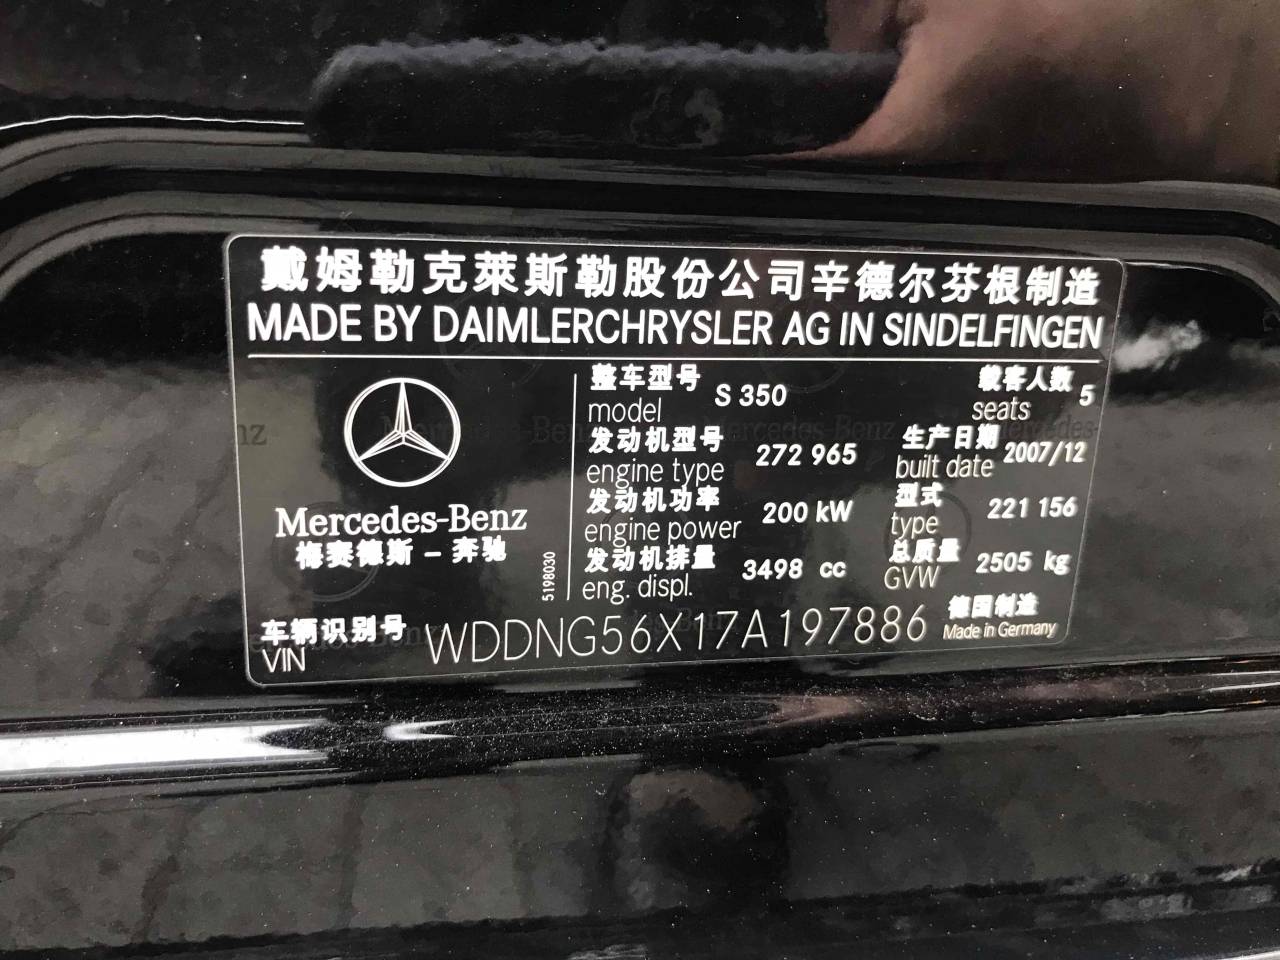 戴姆勒克莱斯勒股份公司辛德尔芬根制造
MADE BY DAIMLERCHRYSLER AG IN SINDELFINGEN
Mercedes-Benz
梅赛德斯 – 奔驰
5198030
整车型号
model S 350
载客人数
seats 5
发动机型号
engine type 272 965
生产日期
built date 2007/12
发动机功率
engine power 200 kW
型式
type 221 156
发动机排量
eng. displ. 3498 cc
总质量
GVW 2505 kg
车辆识别号
VIN WDDNG56X17A197886
德国制造
Made in Germany